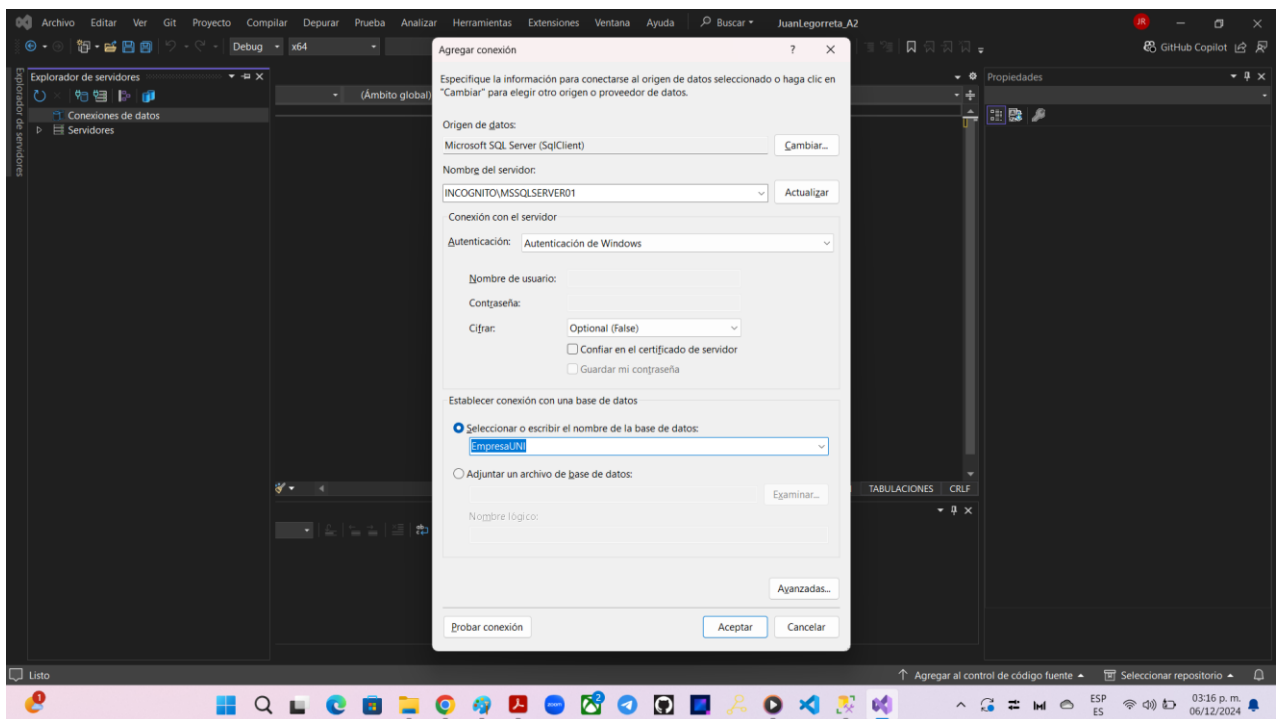 Archivo Editar Ver Git Proyecto Compilar Depurar Prueba Analizar Herramientas Extensiones Ventana Ayuda Buscar JuanLegorreta_A2 JR
Debug x64 GitHub Copilot
Explorador de servidores
Explorador de servidores
Conexiones de datos
Servidores
(Ámbito global)
Agregar conexión ? X
Especifique la información para conectarse al origen de datos seleccionado o haga clic en
"Cambiar" para elegir otro origen o proveedor de datos.
Origen de datos:
Microsoft SQL Server (SqlClient) Cambiar...
Nombre del servidor:
INCOGNITO\MSSQLSERVER01 Actualizar
Conexión con el servidor
Autenticación: Autenticación de Windows
Nombre de usuario:
Contraseña:
Cifrar: Optional (False)
Confiar en el certificado de servidor
Guardar mi contraseña
Establecer conexión con una base de datos
Seleccionar o escribir el nombre de la base de datos:
EmpresaUNI
Adjuntar un archivo de base de datos:
Examinar...
Nombre lógico:
Avanzadas...
Probar conexión Aceptar Cancelar
Propiedades
TABULACIONES CRLF
Listo Agregar al control de código fuente Seleccionar repositorio
zoom 2 ESP
ES
03:16 p. m.
06/12/2024